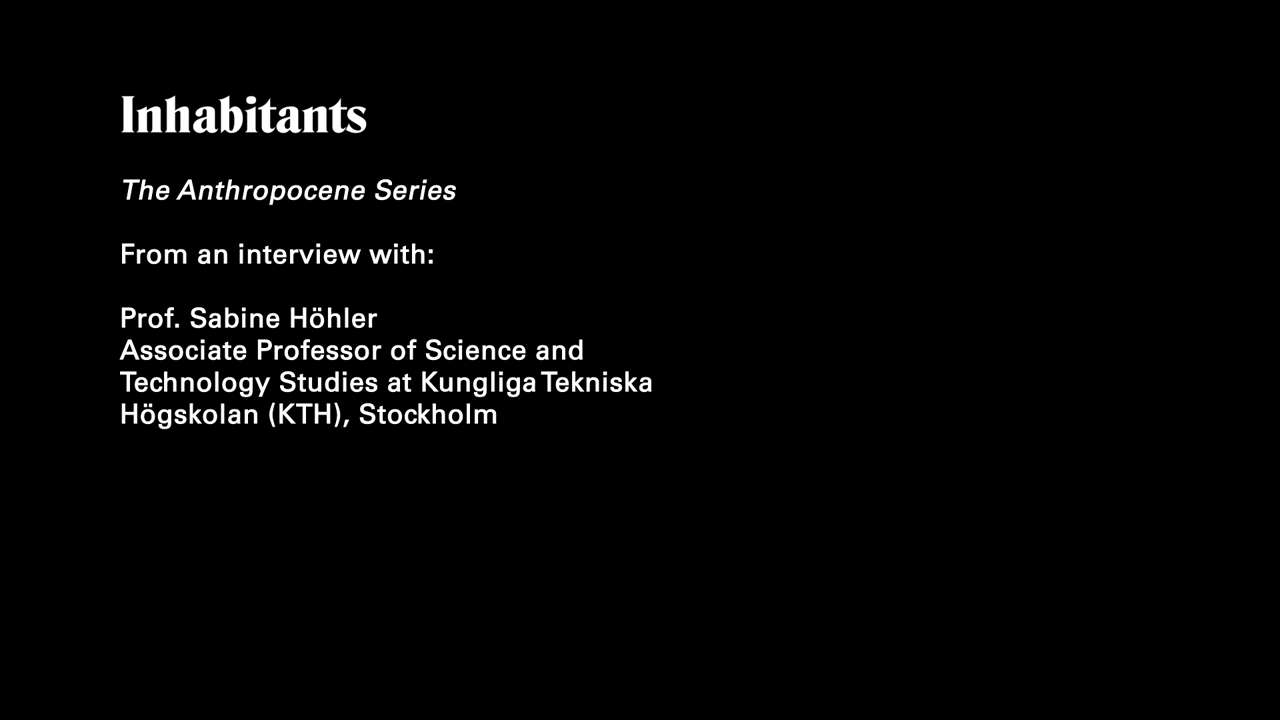 Inhabitants
The Anthropocene Series
From an interview with:
Prof. Sabine Höhler
Associate Professor of Science and
Technology Studies at Kungliga Tekniska
Högskolan (KTH), Stockholm